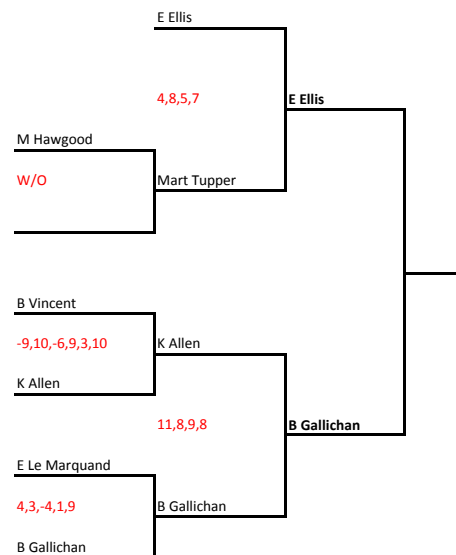 E Ellis
4,8,5,7
E Ellis
M Hawgood
W/O
Mart Tupper
B Vincent
-9,10,-6,9,3,10
K Allen
K Allen
11,8,9,8
B Gallichan
E Le Marquand
4,3,-4,1,9
B Gallichan
B Gallichan